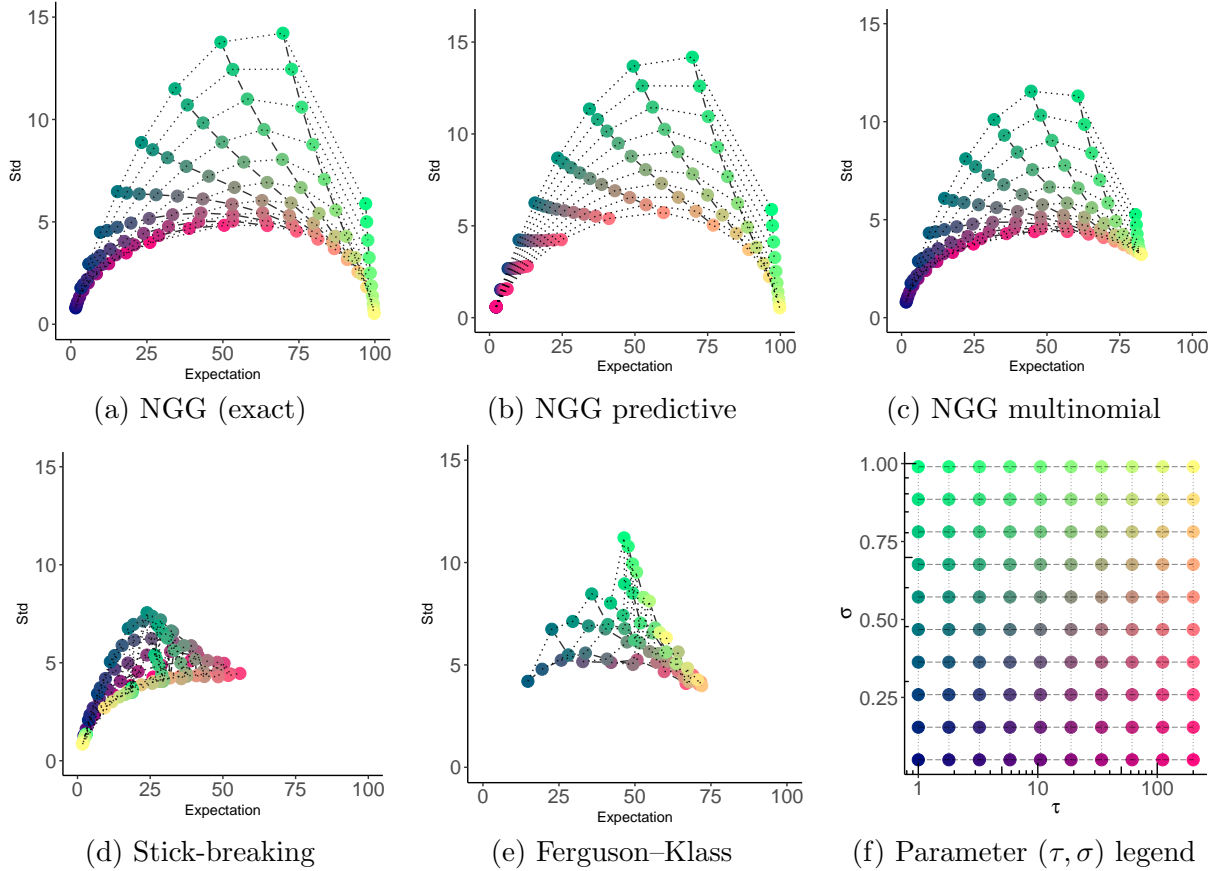 15
10
5
0
Std
0 25 50 75 100
Expectation
(a) NGG (exact)
15
10
5
0
Std
0 25 50 75 100
Expectation
(b) NGG predictive
15
10
5
0
Std
0 25 50 75 100
Expectation
(c) NGG multinomial
15
10
5
0
Std
0 25 50 75 100
Expectation
(d) Stick-breaking
15
10
5
0
Std
0 25 50 75 100
Expectation
(e) Ferguson–Klass
1.00
0.75
0.50
0.25
σ
1 10 100
τ
(f) Parameter (τ, σ) legend